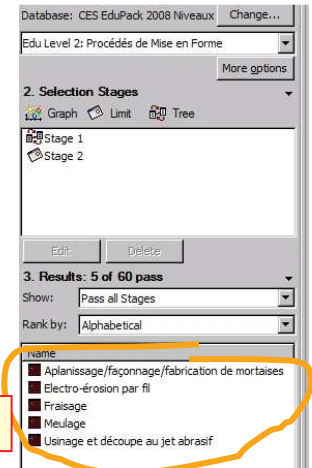 Database: CES EduPack 2008 Niveaux Change...
Edu Level 2: Procédés de Mise en Forme
More options
2. Selection Stages
Graph Limit Tree
Stage 1
Stage 2
Edit Delete
3. Results: 5 of 60 pass
Show: Pass all Stages
Rank by: Alphabetical
Name
Aplanissage/façonnage/fabrication de mortaises
Electro-érosion par fil
Fraisage
Meulage
Usinage et découpe au jet abrasif